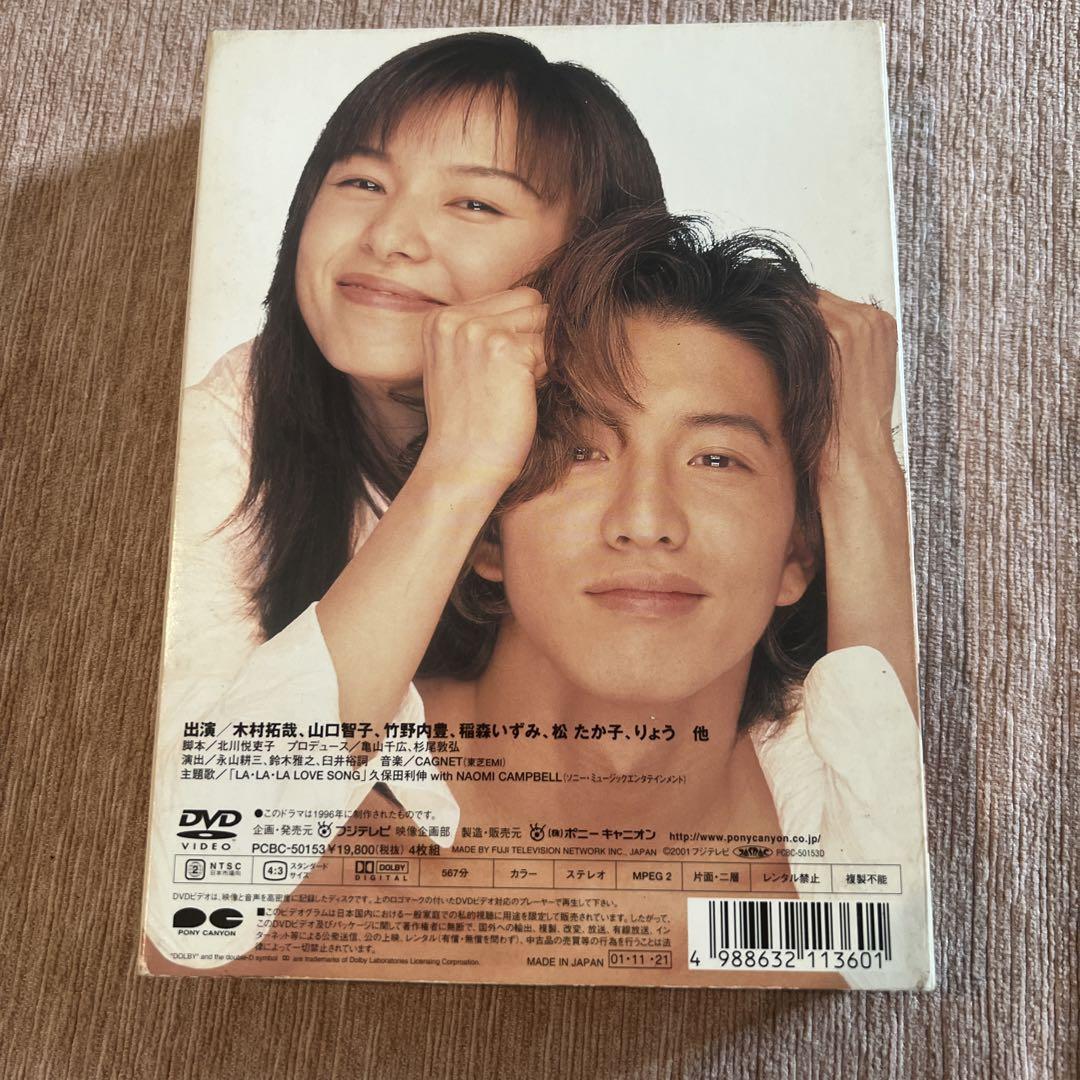 出演／木村拓哉、山口智子、竹野内豊、稲森いずみ、松 たか子、りょう 他
脚本／北川悦吏子 プロデュース／亀山千広、杉尾敦弘
演出／永山耕三、鈴木雅之、臼井裕詞 音楽／CAGNET（東芝EMI）
主題歌／「LA・LA・LA LOVE SONG」久保田利伸 with NAOMI CAMPBELL（ソニー・ミュージックエンタテインメント）
DVD VIDEO
●このドラマは1996年に制作されたものです。
企画・発売元 フジテレビ 映像企画部 製造・販売元 (株)ポニー キャニオン http://www.ponycanyon.co.jp/
PCBC-50153 ¥19,800(税抜) 4枚組 MADE BY FUJI TELEVISION NETWORK INC., JAPAN ©2001フジテレビ PCBC-50153D
2 NTSC 日本市場向 4:3 スタンダードサイズ DOLBY DIGITAL 567分 カラー ステレオ MPEG 2 片面・二層 レンタル禁止 複製不能
DVDビデオは、映像と音声を高密度に記録したディスクです。上のロゴマークの付いたDVDビデオ対応のプレーヤーで再生して下さい。
PONY CANYON
■このビデオグラムは日本国内における一般家庭での私的視聴に用途を限定して販売されています。したがって、
このDVDビデオ及びパッケージに関して著作権者に無断で、国外への輸出、複製、改変、放送、有線放送、イン
ターネット等による公衆送信、公の上映、レンタル(有償・無償を問わず)、中古品の売買等の行為を行うことは法
律によって一切禁止されています。
"DOLBY" and the double-D symbol are trademarks of Dolby Laboratories Licensing Corporation.
MADE IN JAPAN 01・11・21
4 988632 113601